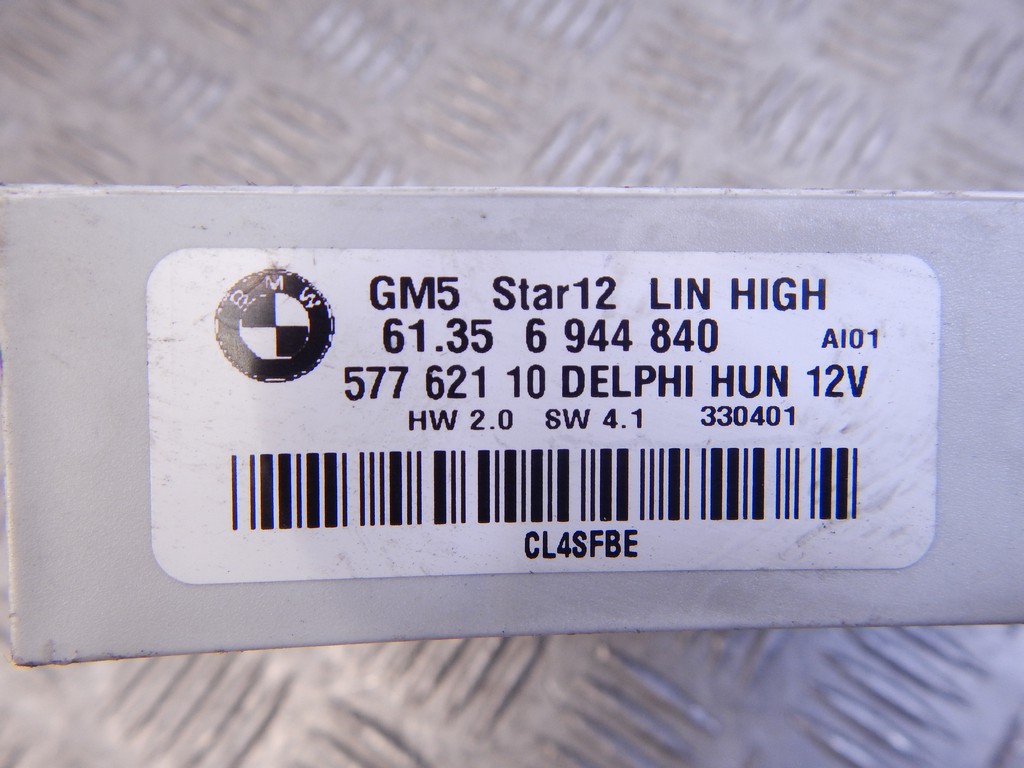 BMW
GM5 Star12 LIN HIGH
61.35 6 944 840 AI01
577 621 10 DELPHI HUN 12V
HW 2.0 SW 4.1 330401
CL4SFBE